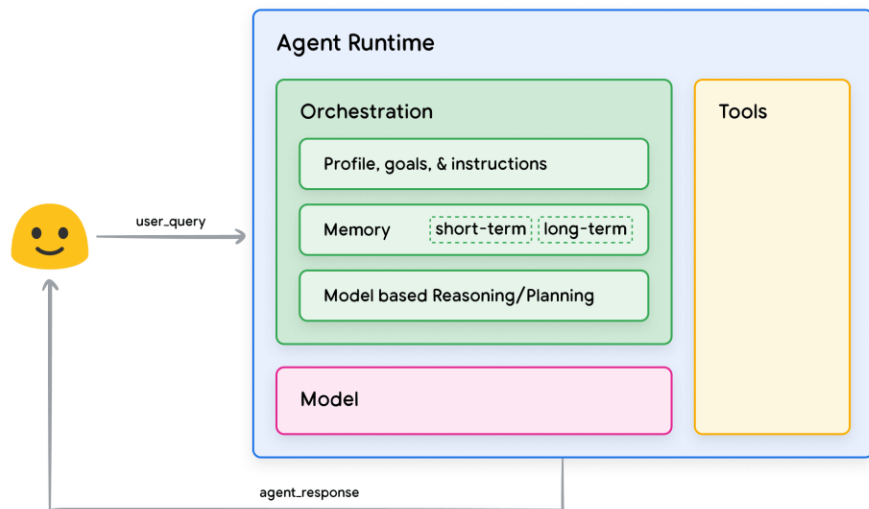 Agent Runtime
Orchestration
Tools
Profile, goals, & instructions
Memory short-term long-term
Model based Reasoning/Planning
Model
user_query
agent_response